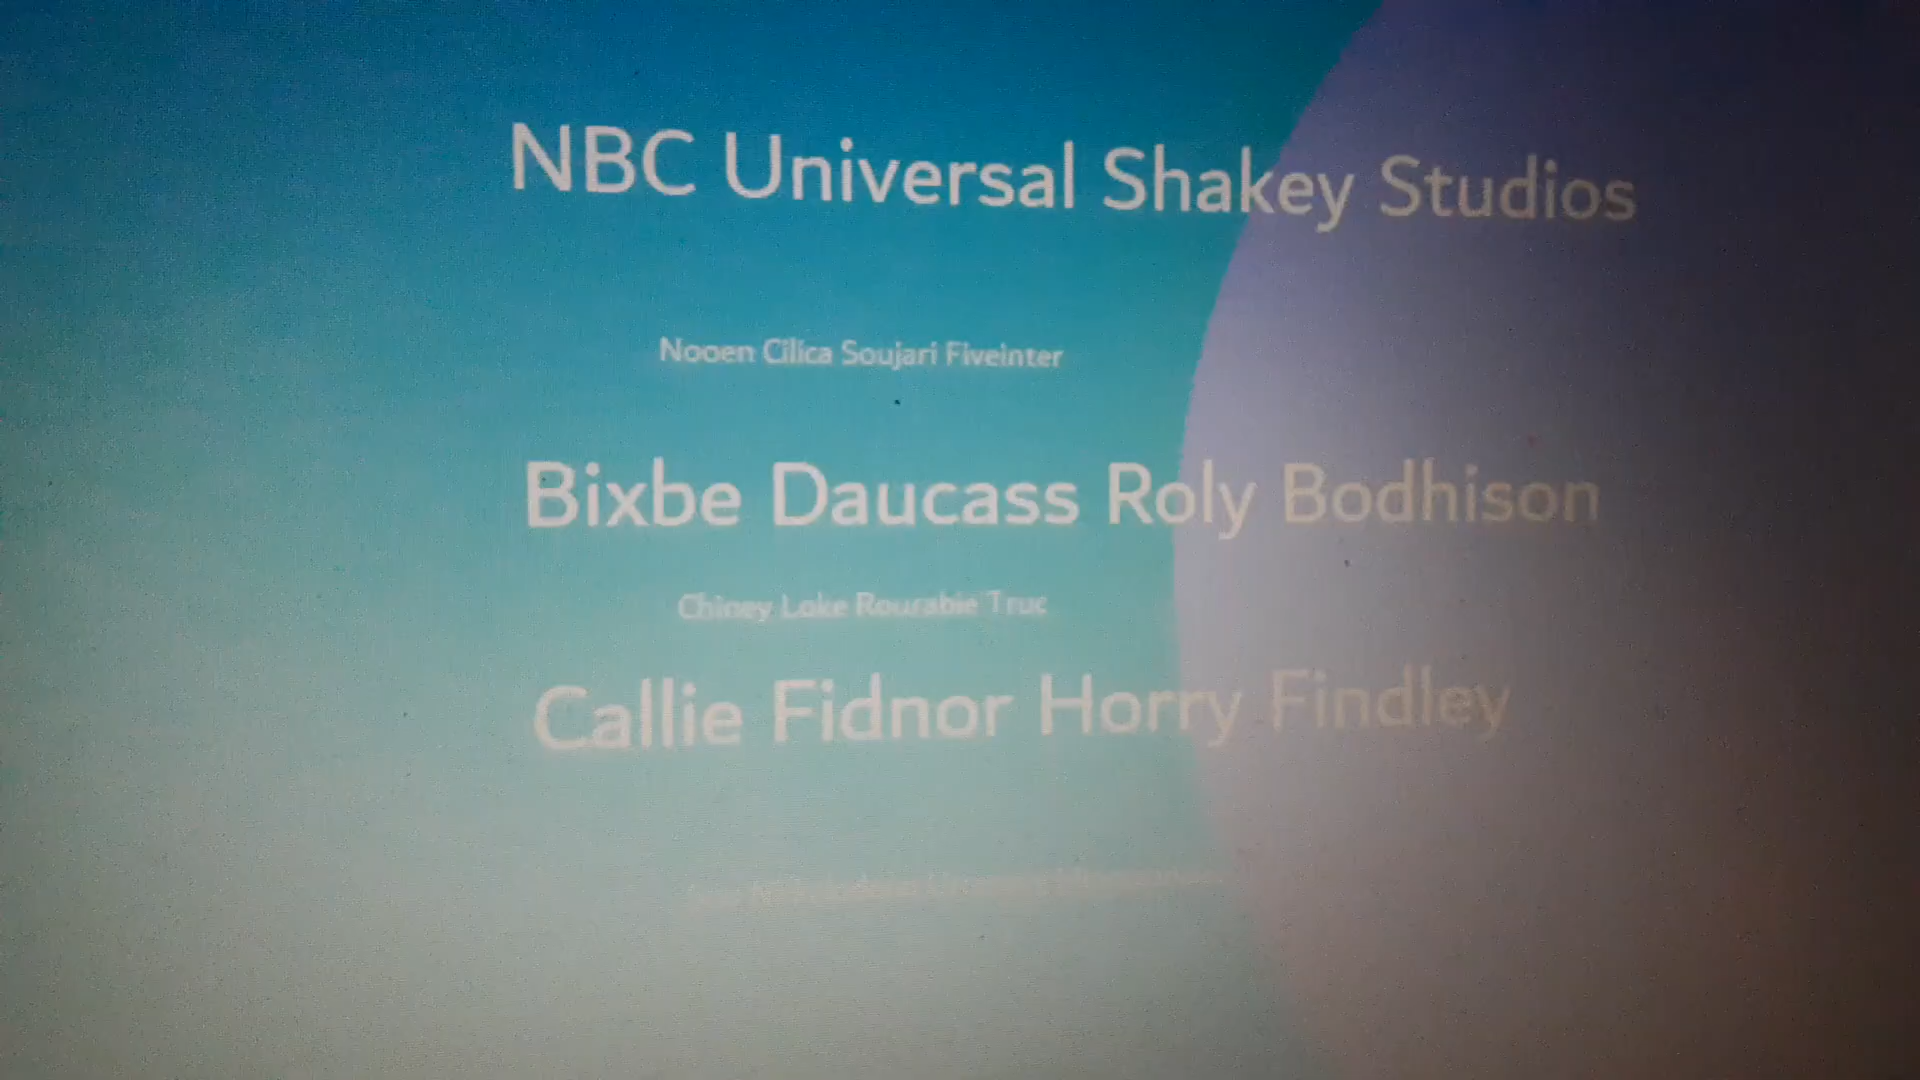 NBC Universal Shakey Studios
Nooen Cilica Soujari Fiveinter
Bixbe Daucass Roly Bodhison
Chiney Loke Rourabie Truc
Callie Fidnor Horry Findley